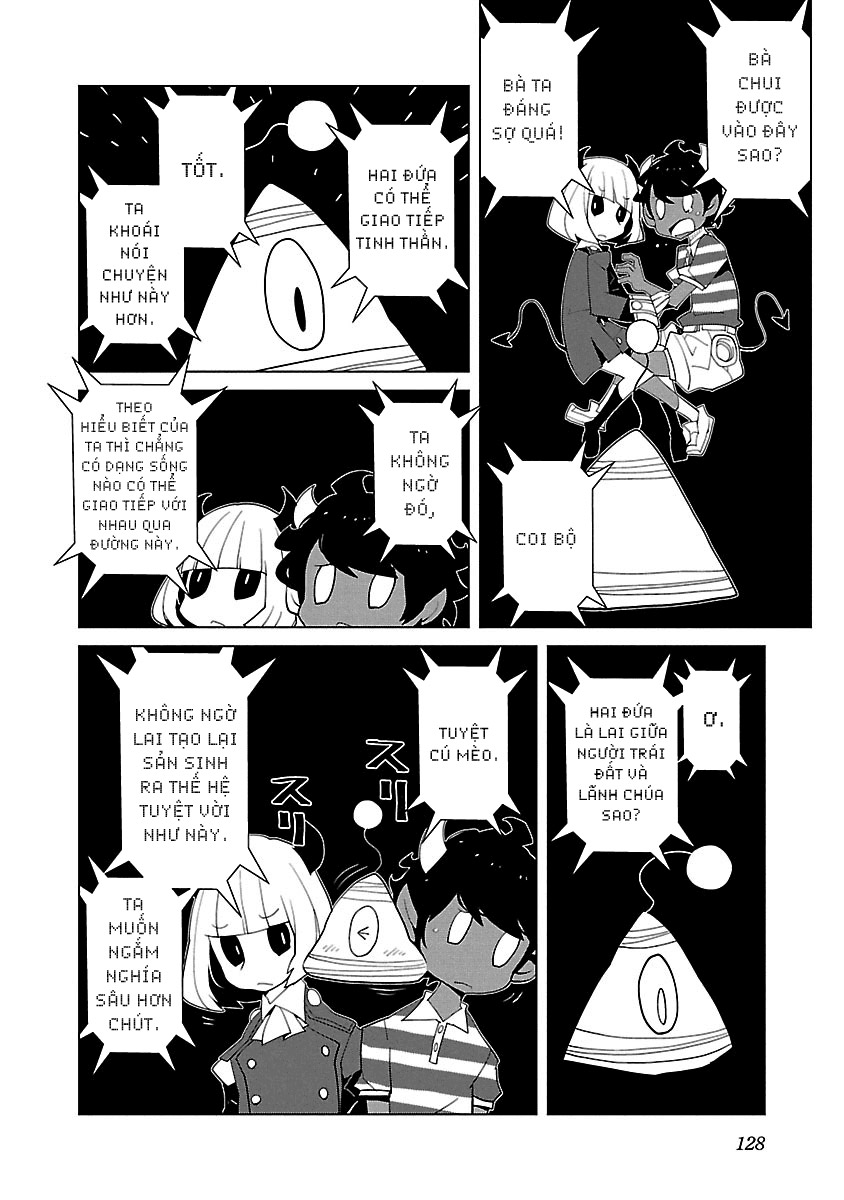 BÀ
CHUI
ĐƯỢC
VÀO ĐÂY
SAO?
BÀ TA
ĐÁNG
SỢ QUÁ!
COI BỘ
HAI ĐỨA
CÓ THỂ
GIAO TIẾP
TINH THẦN.
TỐT.
TA
KHOÁI
NÓI
CHUYỆN
NHƯ NÀY
HƠN.
TA
KHÔNG
NGỜ
ĐÓ,
THEO
HIỂU BIẾT CỦA
TA THÌ CHẲNG
CÓ DẠNG SỐNG
NÀO CÓ THỂ
GIAO TIẾP VỚI
NHAU QUA
ĐƯỜNG NÀY.
Ơ.
HAI ĐỨA
LÀ LAI GIỮA
NGƯỜI TRÁI
ĐẤT VÀ
LÃNH CHÚA
SAO?
TUYỆT
CÚ MÈO.
スリ
スリ
KHÔNG NGỜ
LAI TẠO LẠI
SẢN SINH
RA THẾ HỆ
TUYỆT VỜI
NHƯ NÀY.
TA
MUỐN
NGẮM
NGHÍA
SÂU HƠN
CHÚT.
128